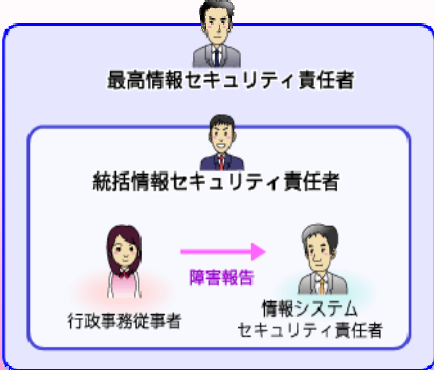 最高情報セキュリティ責任者
統括情報セキュリティ責任者
障害報告
行政事務従事者
情報システム
セキュリティ責任者